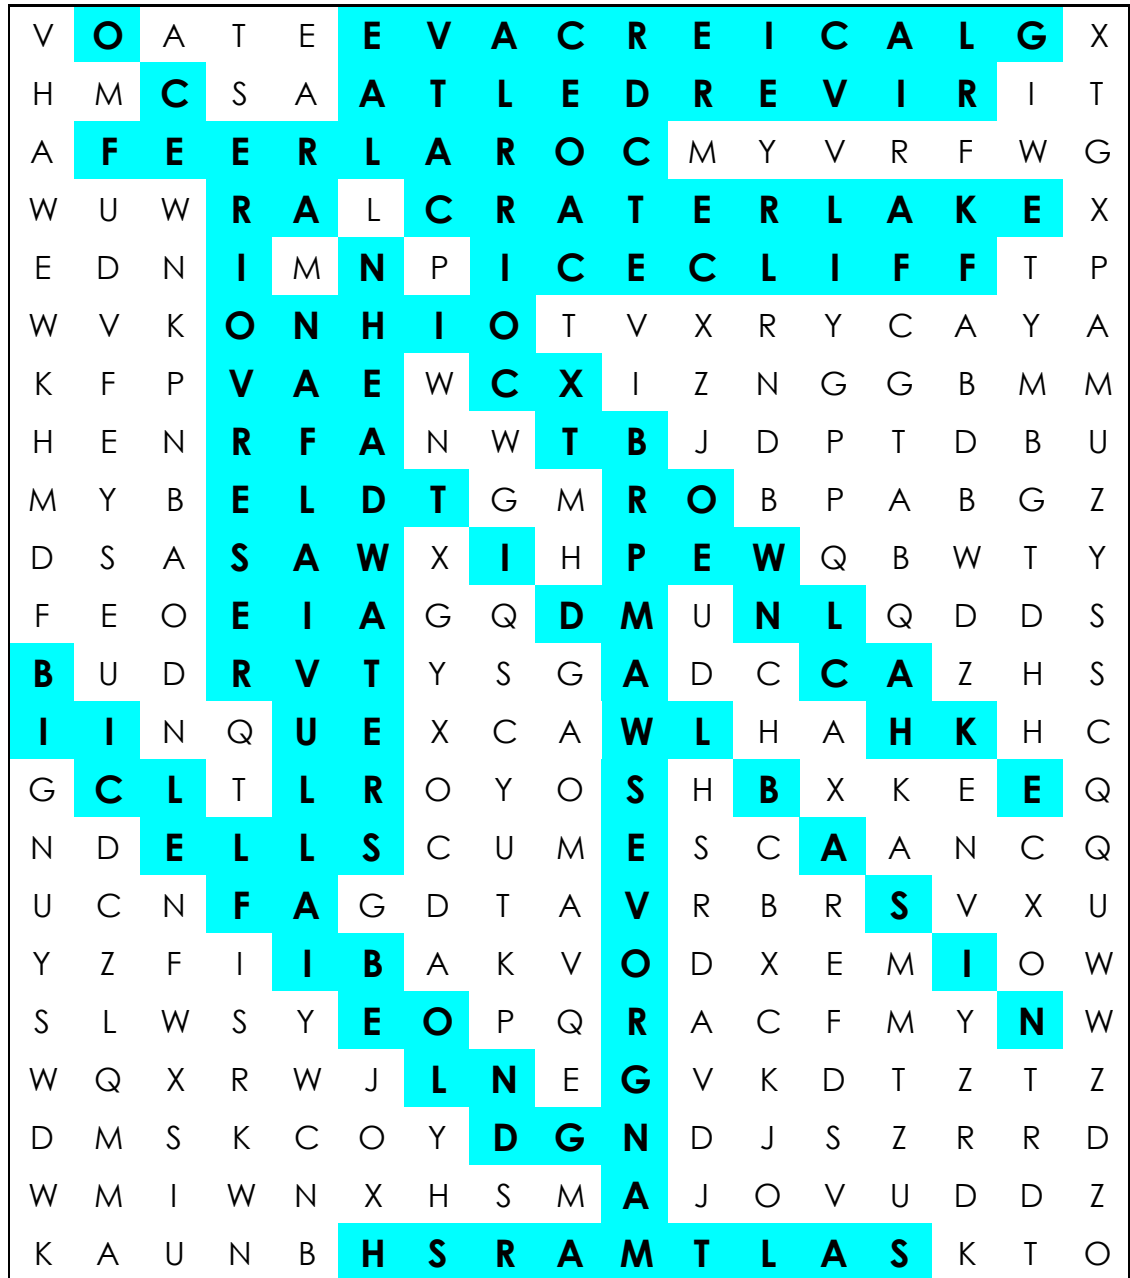 V O A T E E V A C R E I C A L G X
H M C S A A T L E D R E V I R I T
A F E E R L A R O C M Y V R F W G
W U W R A L C R A T E R L A K E X
E D N I M N P I C E C L I F F T P
W V K O N H I O T V X R Y C A Y A
K F P V A E W C X I Z N G G B M M
H E N R F A N W T B J D P T D B U
M Y B E L D T G M R O B P A B G Z
D S A S A W X I H P E W Q B W T Y
F E O E I A G Q D M U N L Q D D S
B U D R V T Y S G A D C C A Z H S
I I N Q U E X C A W L H A H K H C
G C L T L R O Y O S H B X K E E Q
N D E L L S C U M E S C A A N C Q
U C N F A G D T A V R B R S V X U
Y Z F I I B A K V O D X E M I O W
S L W S Y E O P Q R A C F M Y N W
W Q X R W J L N E G V K D T Z T Z
D M S K C O Y D G N D J S Z R R D
W M I W N X H S M A J O V U D D Z
K A U N B H S R A M T L A S K T O